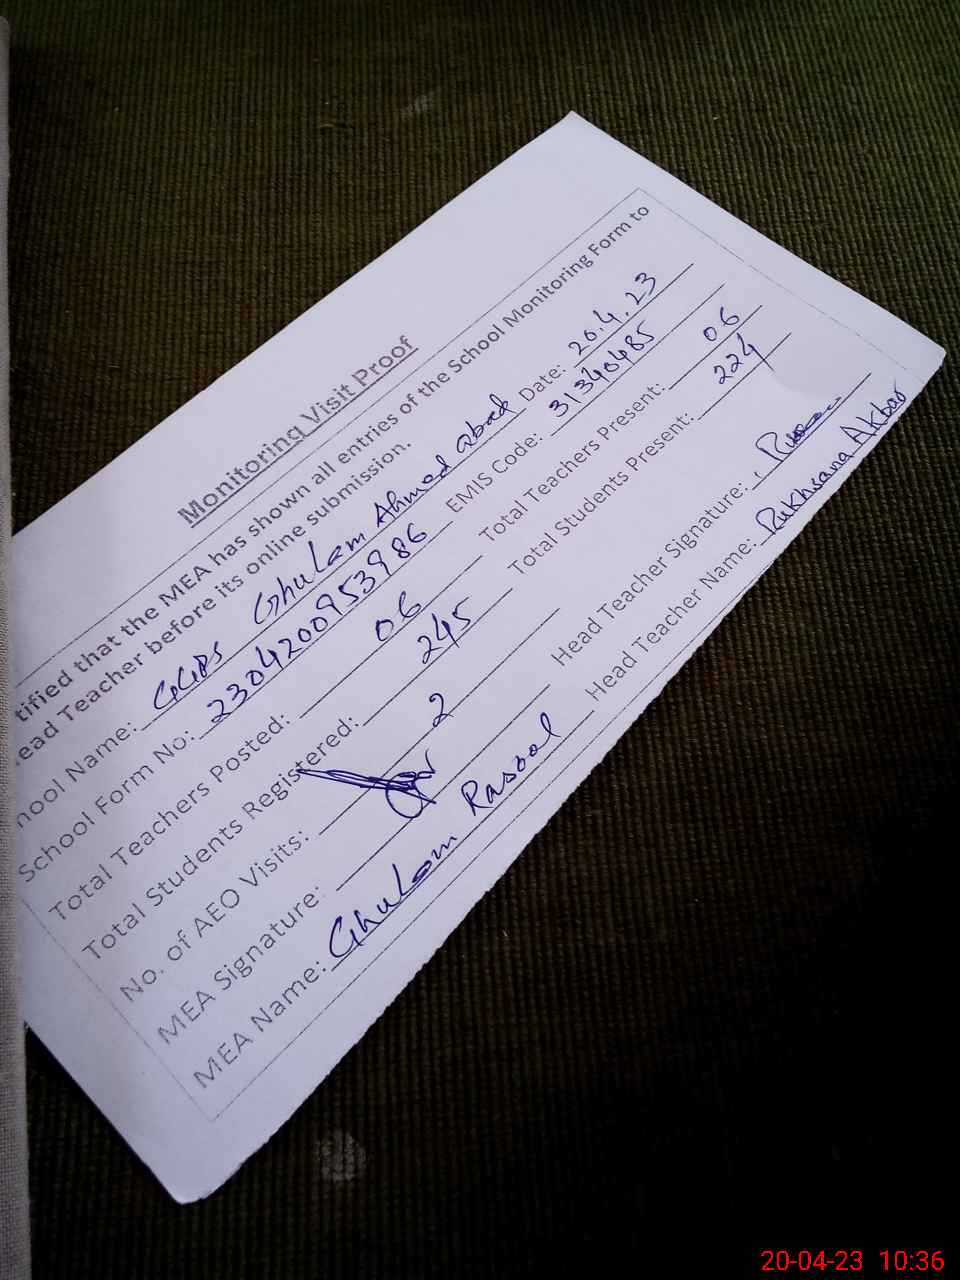 Monitoring Visit Proof
tified that the MEA has shown all entries of the School Monitoring Form to
ead Teacher before its online submission.
hool Name: GGPS Ghulam Ahmed abad Date: 20.4.23
School Form No: 2304200953986 EMIS Code: 31340485
Total Teachers Posted: 06 Total Teachers Present: 06
Total Students Registered: 245 Total Students Present: 224
No. of AEO Visits: 2
MEA Signature: Head Teacher Signature:
MEA Name: Ghulam Rasool Head Teacher Name: Rukhsana Akbar
20-04-23 10:36